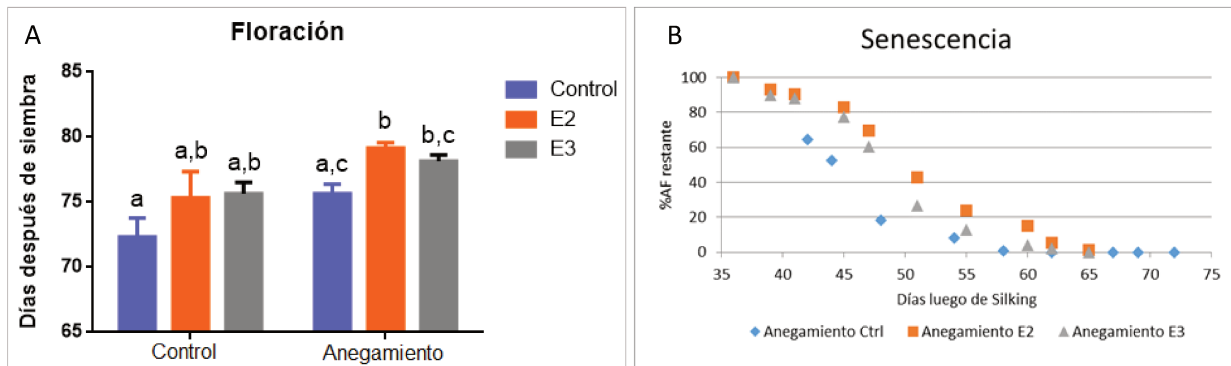 A
Floración
Días después de siembra
85
80
75
70
65
a
a,b
a,b
a,c
b
b,c
Control
Anegamiento
Control
E2
E3
B
Senescencia
%AF restante
100
80
60
40
20
0
35 40 45 50 55 60 65 70 75
Días luego de Silking
Anegamiento Ctrl Anegamiento E2 Anegamiento E3